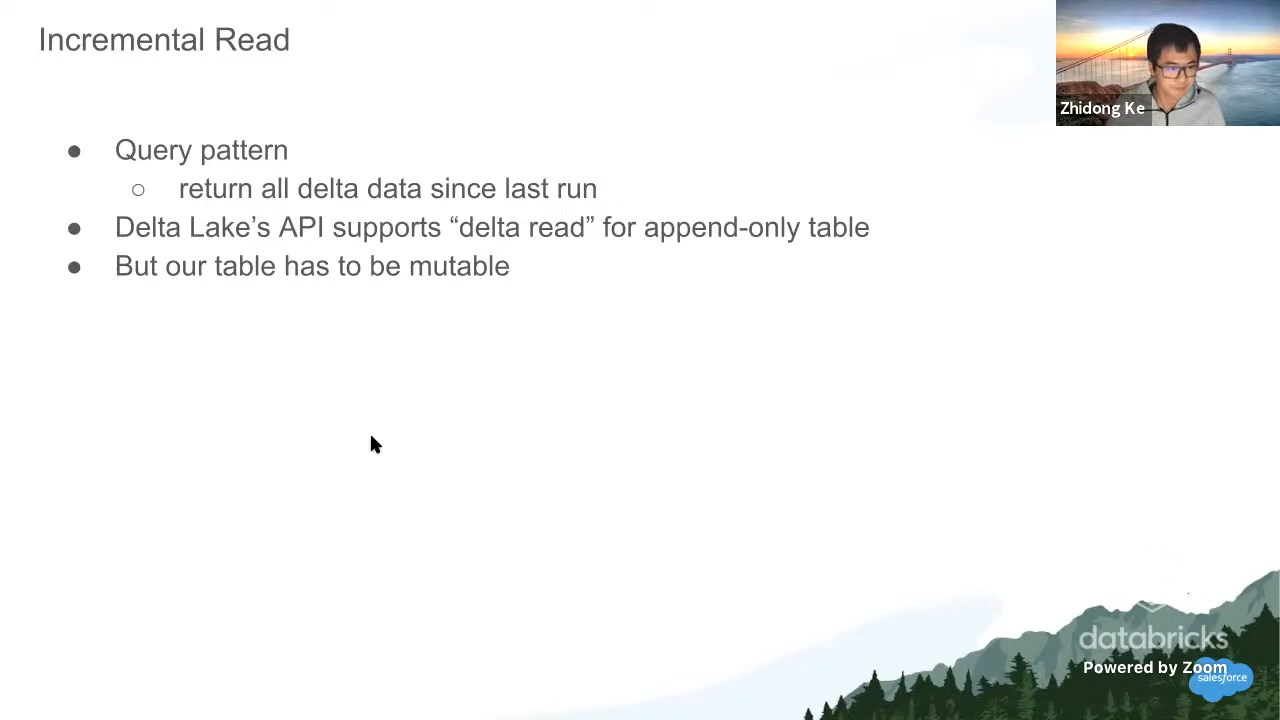 Incremental Read
Zhidong Ke
● Query pattern
○ return all delta data since last run
● Delta Lake’s API supports “delta read” for append-only table
● But our table has to be mutable
databricks
Powered by Zoom
salesforce